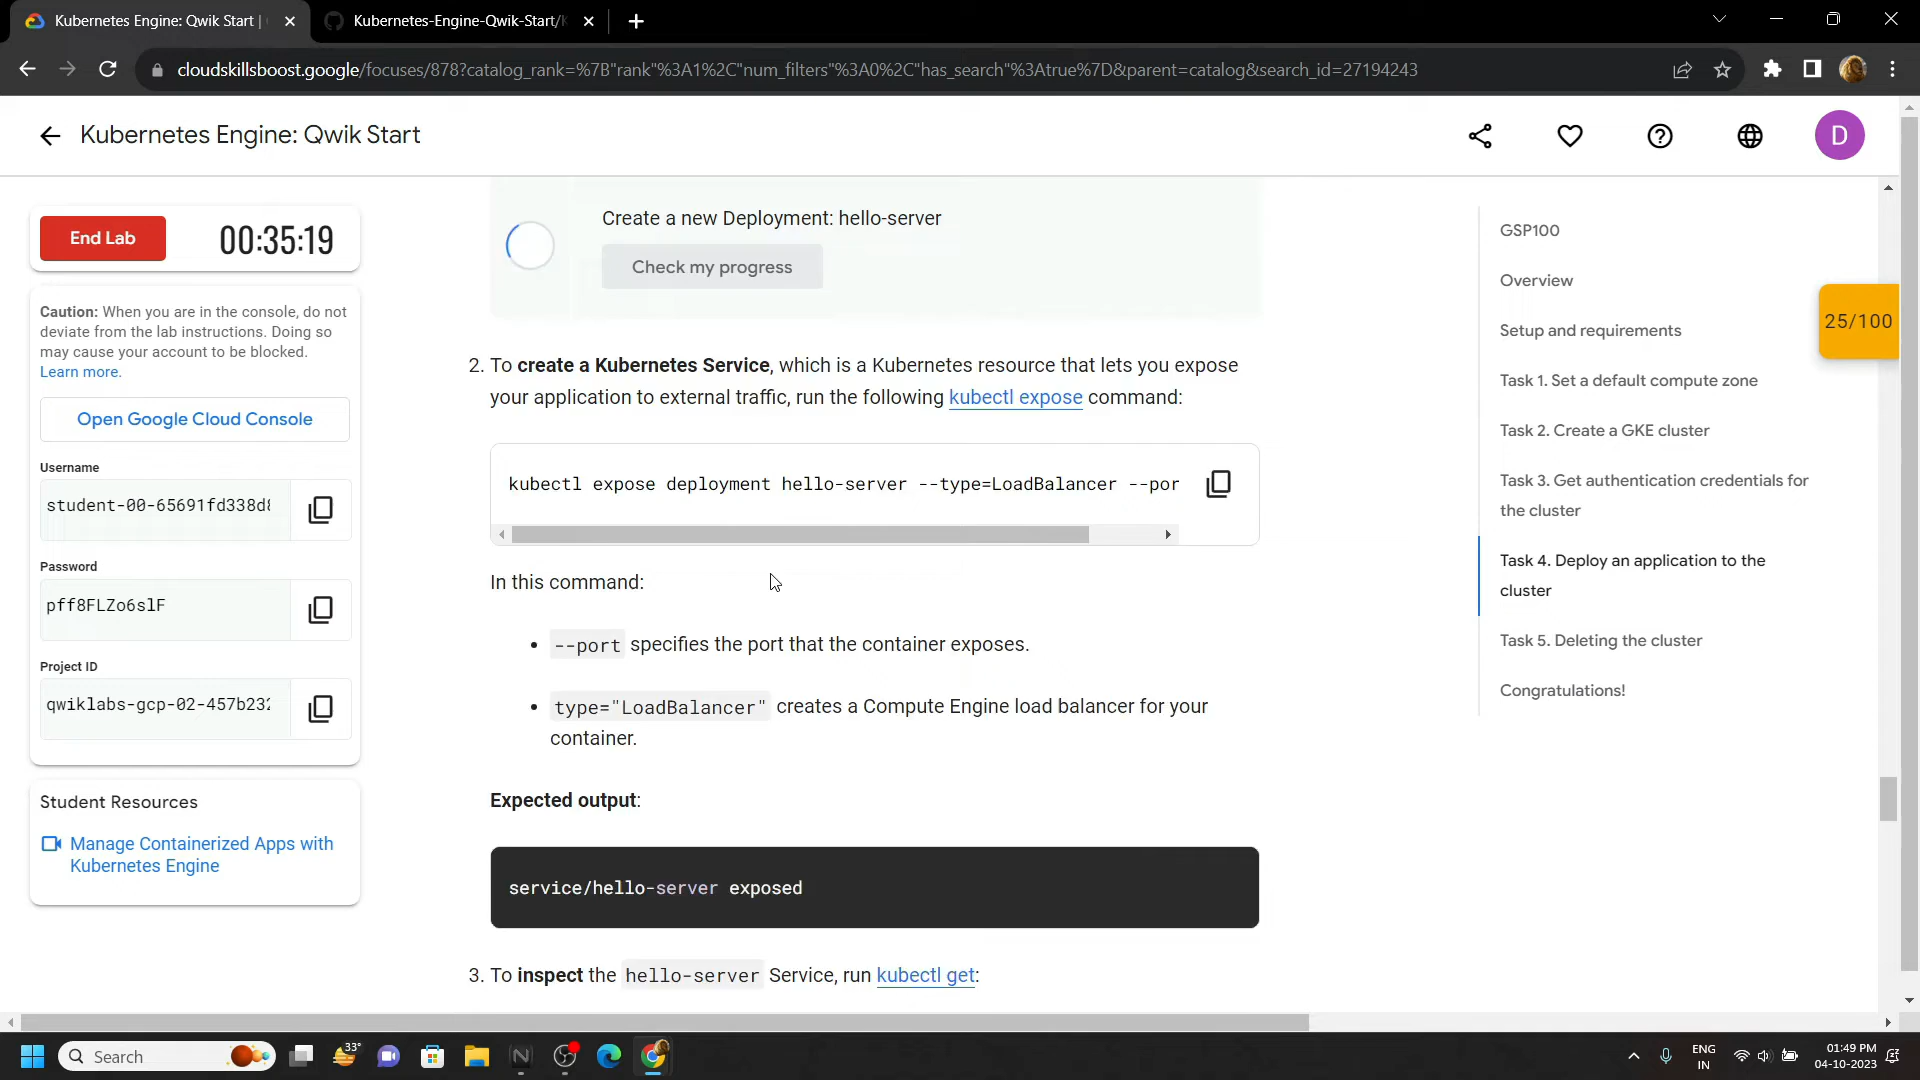 Kubernetes Engine: Qwik Start |
Kubernetes-Engine-Qwik-Start/
cloudskillsboost.google/focuses/878?catalog_rank=%7B"rank"%3A1%2C"num_filters"%3A0%2C"has_search"%3Atrue%7D&parent=catalog&search_id=27194243
Kubernetes Engine: Qwik Start
D
End Lab
00:35:19
Caution: When you are in the console, do not
deviate from the lab instructions. Doing so
may cause your account to be blocked.
Learn more.
Open Google Cloud Console
Username
student-00-65691fd338d8
Password
pff8FLZo6slF
Project ID
qwiklabs-gcp-02-457b232
Student Resources
Manage Containerized Apps with
Kubernetes Engine
Create a new Deployment: hello-server
Check my progress
2. To create a Kubernetes Service, which is a Kubernetes resource that lets you expose
your application to external traffic, run the following kubectl expose command:
kubectl expose deployment hello-server --type=LoadBalancer --por
In this command:
• --port specifies the port that the container exposes.
• type="LoadBalancer" creates a Compute Engine load balancer for your
container.
Expected output:
service/hello-server exposed
3. To inspect the hello-server Service, run kubectl get:
GSP100
Overview
Setup and requirements
Task 1. Set a default compute zone
Task 2. Create a GKE cluster
Task 3. Get authentication credentials for
the cluster
Task 4. Deploy an application to the
cluster
Task 5. Deleting the cluster
Congratulations!
25/100
Search
33°
ENG
IN
01:49 PM
04-10-2023